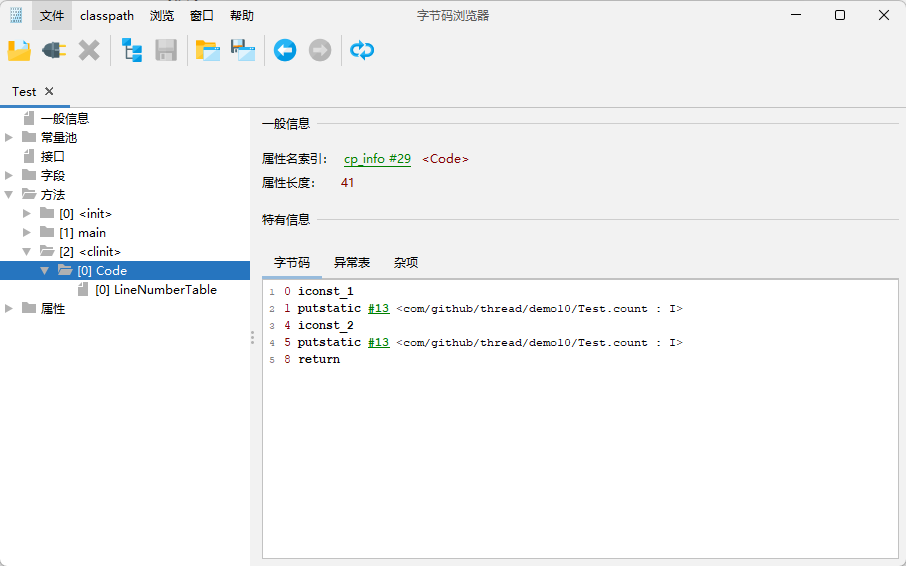 文件 classpath 浏览 窗口 帮助 字节码浏览器
Test
一般信息
常量池
接口
字段
方法
[0] <init>
[1] main
[2] <clinit>
[0] Code
[0] LineNumberTable
属性
一般信息
属性名索引： cp_info #29 <Code>
属性长度： 41
特有信息
字节码 异常表 杂项
1 0 iconst_1
2 1 putstatic #13 <com/github/thread/demo10/Test.count : I>
3 4 iconst_2
4 5 putstatic #13 <com/github/thread/demo10/Test.count : I>
5 8 return